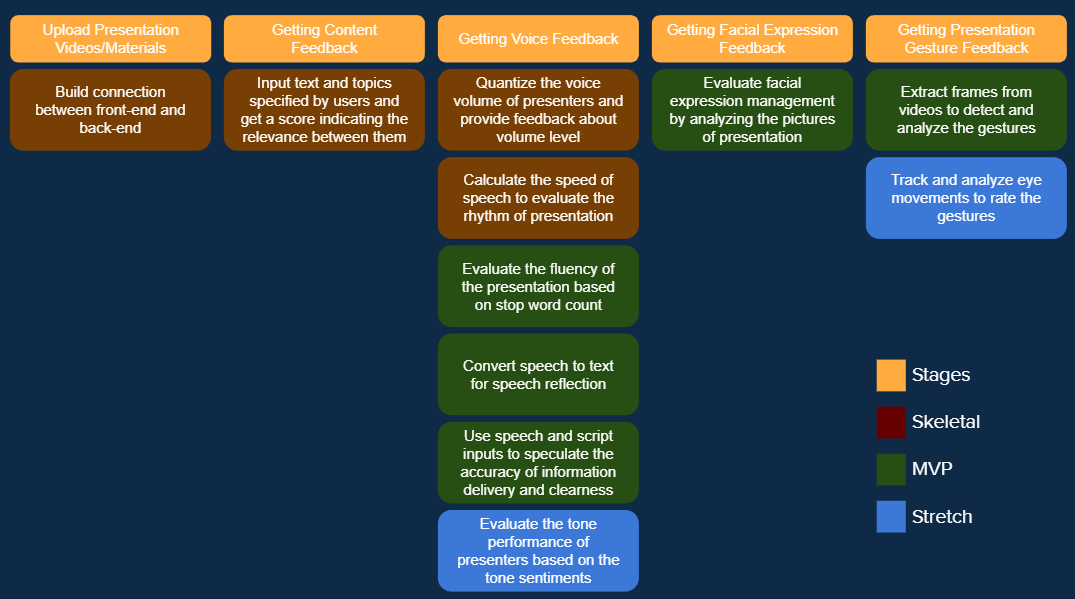 Upload Presentation
Videos/Materials
Getting Content
Feedback
Getting Voice Feedback
Getting Facial Expression
Feedback
Getting Presentation
Gesture Feedback
Build connection
between front-end and
back-end
Input text and topics
specified by users and
get a score indicating the
relevance between them
Quantize the voice
volume of presenters and
provide feedback about
volume level
Evaluate facial
expression management
by analyzing the pictures
of presentation
Extract frames from
videos to detect and
analyze the gestures
Calculate the speed of
speech to evaluate the
rhythm of presentation
Track and analyze eye
movements to rate the
gestures
Evaluate the fluency of
the presentation based
on stop word count
Convert speech to text
for speech reflection
Use speech and script
inputs to speculate the
accuracy of information
delivery and clearness
Evaluate the tone
performance of
presenters based on the
tone sentiments
Stages
Skeletal
MVP
Stretch